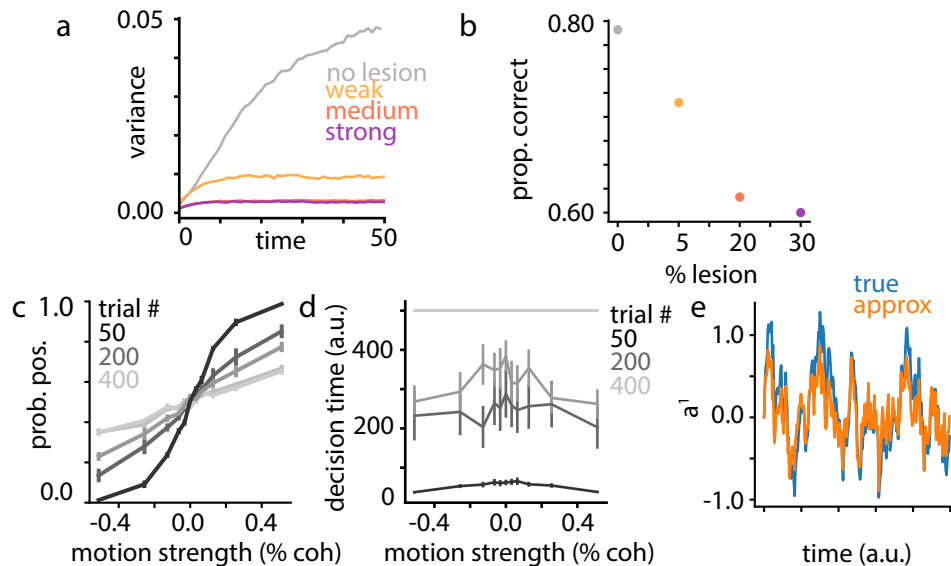 a
0.05
variance
0.00
no lesion
weak
medium
strong
0
time
50
b
0.80
prop. correct
0.60
0
5
20
30
% lesion
c
1.0
prob. pos.
0.0
trial #
50
200
400
-0.4
0.0
0.4
motion strength (% coh)
d
decision time (a.u.)
400
200
0
trial #
50
200
400
-0.4
0.0
0.4
motion strength (% coh)
e
true
approx
1.0
a¹
0.0
-1.0
time (a.u.)